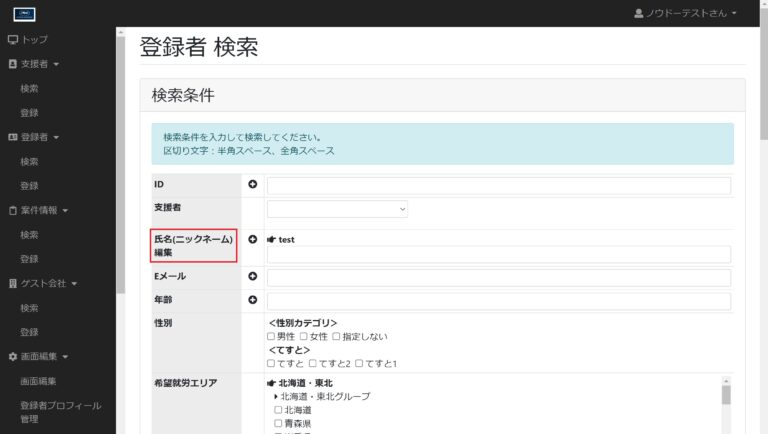 ノウドーテストさん
トップ
支援者
検索
登録
登録者
検索
登録
案件情報
検索
登録
ゲスト会社
検索
登録
画面編集
画面編集
登録者プロフィール
管理
登録者 検索
検索条件
検索条件を入力して検索してください。
区切り文字：半角スペース、全角スペース
ID
支援者
氏名(ニックネーム)
編集
test
Eメール
年齢
性別
＜性別カテゴリ＞
男性 女性 指定しない
＜てすと＞
てすと てすと2 てすと1
希望就労エリア
北海道・東北
北海道・東北グループ
北海道
青森県